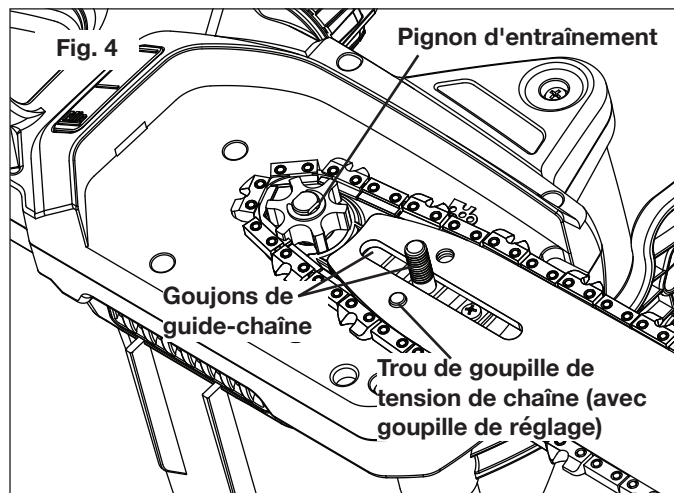 Fig. 4
Pignon d'entraînement
Goujons de
guide-chaîne
Trou de goupille de
tension de chaîne (avec
goupille de réglage)